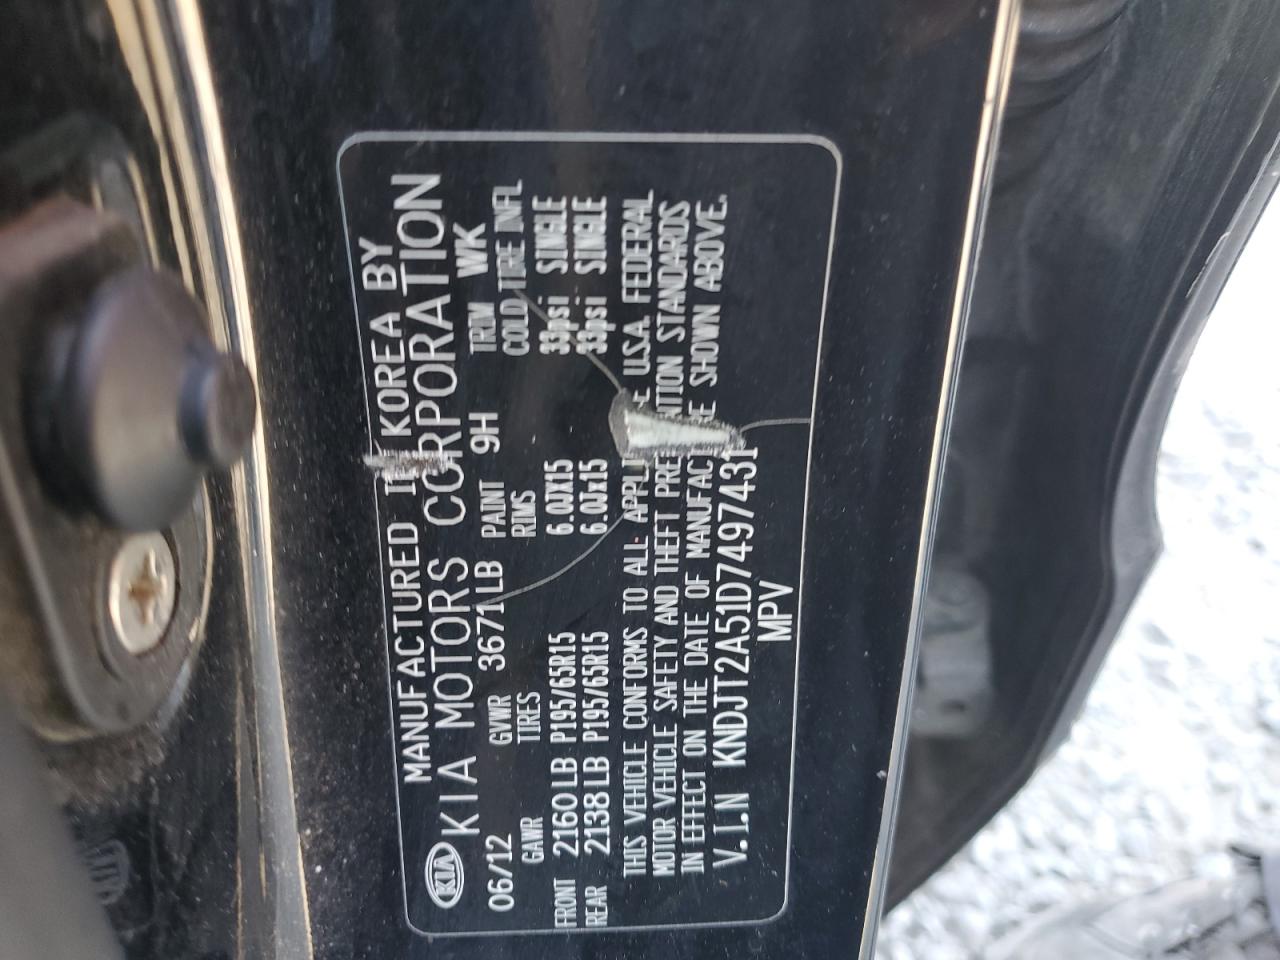 MANUFACTURED IN KOREA BY
KIA KIA MOTORS CORPORATION
06/12 GVWR 3671LB PAINT 9H TRIM WK
GAWR TIRES RIMS COLD TIRE INFL
FRONT 2160LB P195/65R15 6.0Jx15 33psi SINGLE
REAR 2138LB P195/65R15 6.0Jx15 33psi SINGLE
THIS VEHICLE CONFORMS TO ALL U.S.A. FEDERAL
MOTOR VEHICLE SAFETY AND THEFT STANDARDS
IN EFFECT ON THE DATE OF SHOWN ABOVE.
V.I.N KNDJT2A51D7497431
MPV